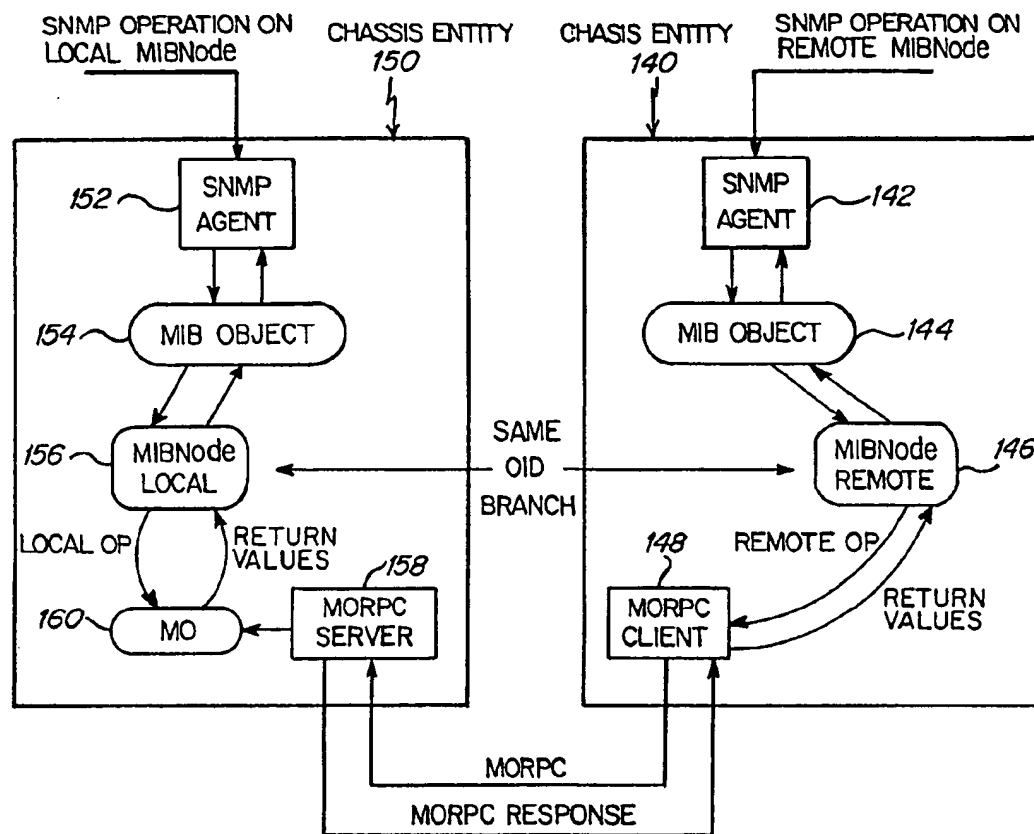 SNMP OPERATION ON
LOCAL MIBNode
CHASSIS ENTITY
150
CHASIS ENTITY
140
SNMP OPERATION ON
REMOTE MIBNode
152
SNMP
AGENT
SNMP
AGENT
142
154
MIB OBJECT
MIB OBJECT
144
156
MIBNode
LOCAL
SAME
OID
BRANCH
MIBNode
REMOTE
146
LOCAL OP
RETURN
VALUES
158
148
REMOTE OP
RETURN
VALUES
160
MO
MORPC
SERVER
MORPC
CLIENT
MORPC
MORPC RESPONSE